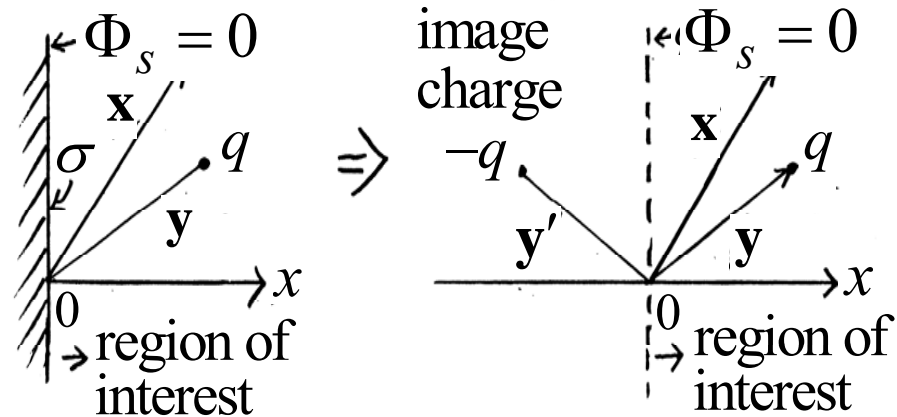 Φₛ = 0
x
σ
q
y
x
0
region of
interest
⇒
image
charge
Φₛ = 0
x
−q
q
y′
y
x
0
region of
interest